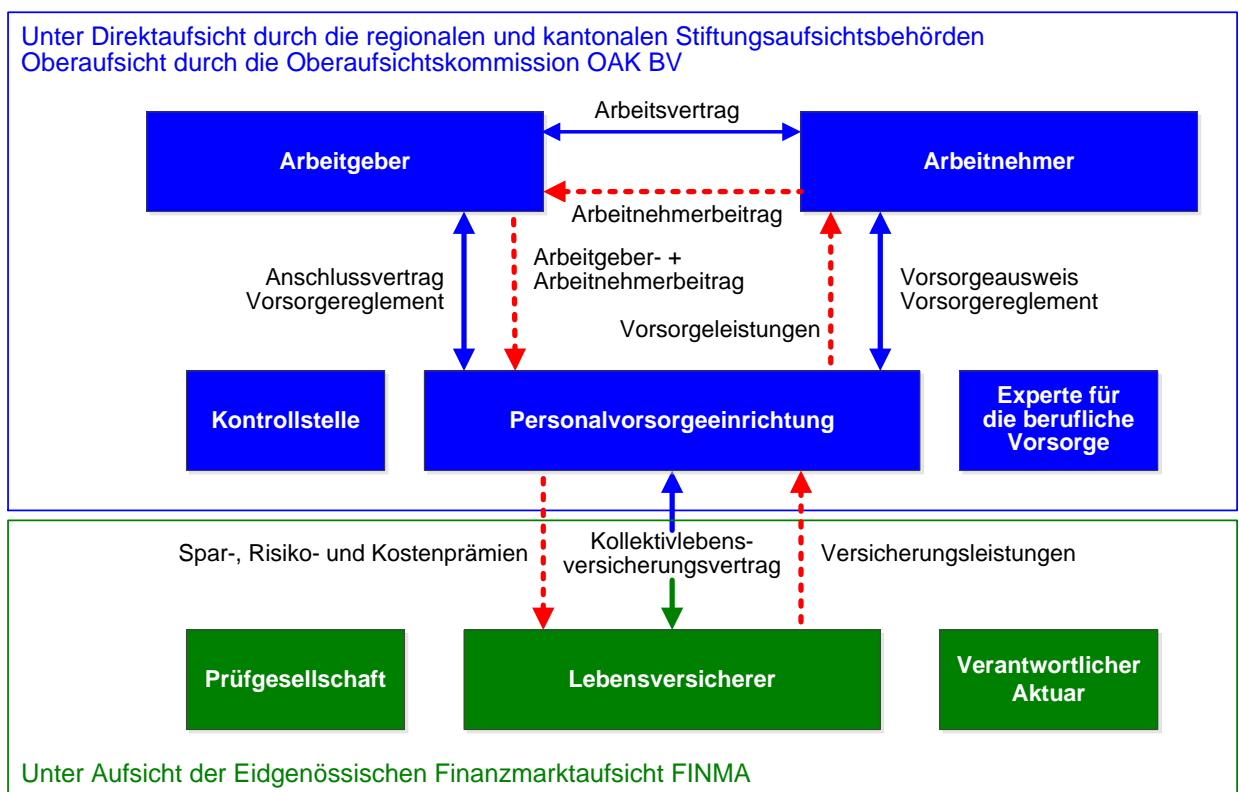 Unter Direktaufsicht durch die regionalen und kantonalen Stiftungsaufsichtsbehörden
Oberaufsicht durch die Oberaufsichtskommission OAK BV
Arbeitsvertrag
Arbeitgeber
Arbeitnehmer
Arbeitnehmerbeitrag
Anschlussvertrag
Vorsorgereglement
Arbeitgeber- +
Arbeitnehmerbeitrag
Vorsorgeleistungen
Vorsorgeausweis
Vorsorgereglement
Kontrollstelle
Personalvorsorgeeinrichtung
Experte für
die berufliche
Vorsorge
Spar-, Risiko- und Kostenprämien
Kollektivlebens-
versicherungsvertrag
Versicherungsleistungen
Prüfgesellschaft
Lebensversicherer
Verantwortlicher
Aktuar
Unter Aufsicht der Eidgenössischen Finanzmarktaufsicht FINMA